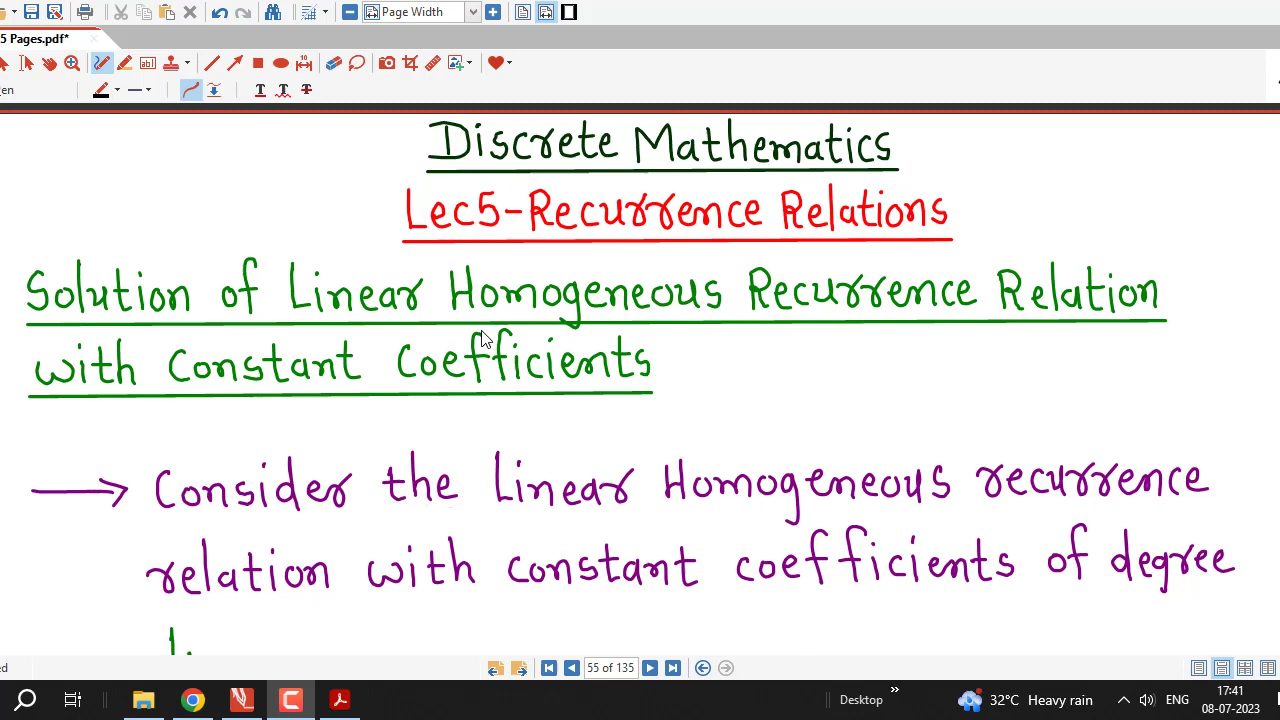 Page Width
5 Pages.pdf*
en
Discrete Mathematics
Lec5-Recurrence Relations
Solution of Linear Homogeneous Recurrence Relation
with Constant Coefficients
→ Consider the Linear Homogeneous recurrence
relation with constant coefficients of degree
55 of 135
ed
Desktop
32°C Heavy rain
ENG
17:41
08-07-2023